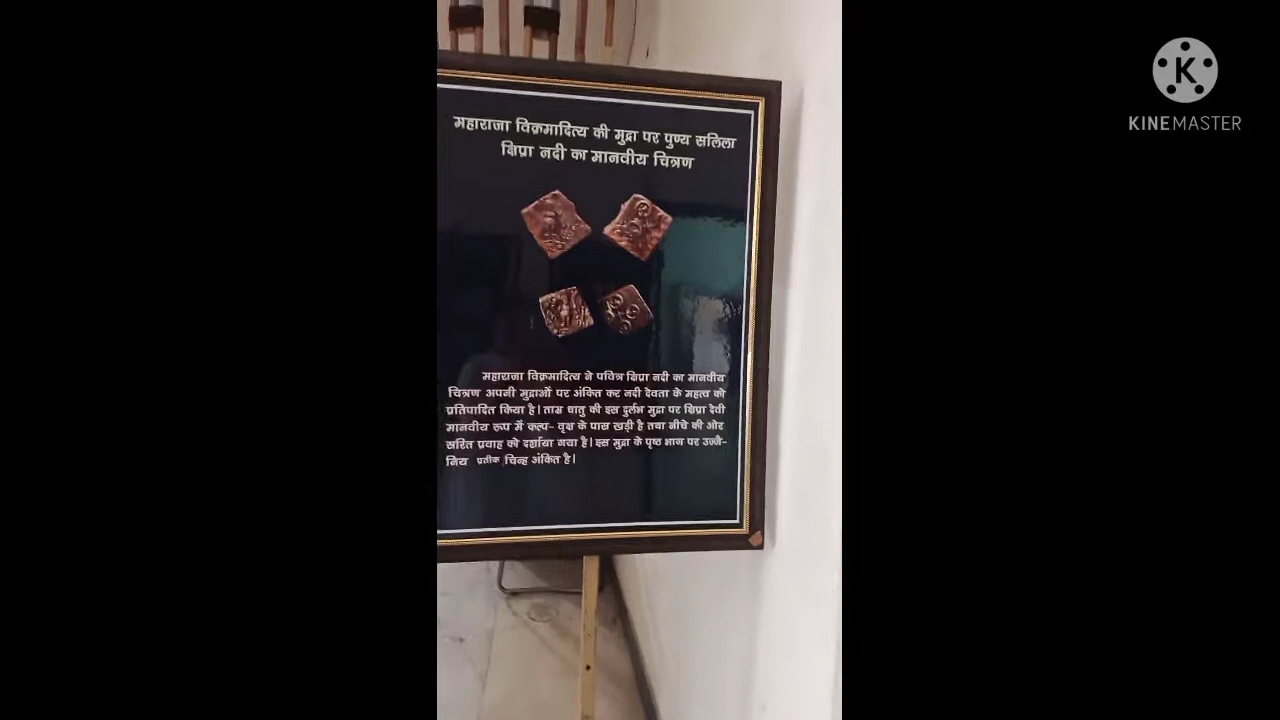 महाराजा विक्रमादित्य की मुद्रा पर पुण्य सलिला
क्षिप्रा नदी का मानवीय चित्रण
महाराजा विक्रमादित्य ने पवित्र क्षिप्रा नदी का मानवीय
चित्रण अपनी मुद्राओं पर अंकित कर नदी देवता के महत्व को
प्रतिपादित किया है। ताम्र धातु की इस दुर्लभ मुद्रा पर क्षिप्रा देवी
मानवीय रूप में कल्प- वृक्ष के पास खड़ी है तथा नीचे की ओर
सरित प्रवाह को दर्शाया गया है। इस मुद्रा के पृष्ठ भाग पर उज्जै-
निय प्रतीक चिन्ह अंकित है।
K
KINEMASTER